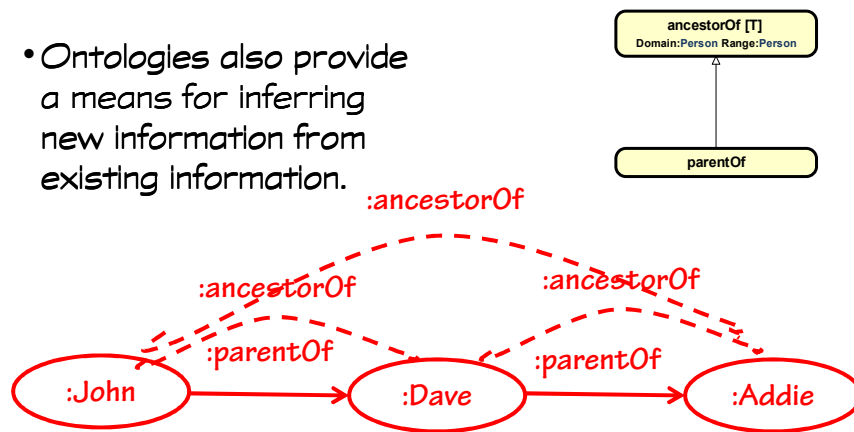 • Ontologies also provide
a means for inferring
new information from
existing information.
ancestorOf [T]
Domain:Person Range:Person
parentOf
:ancestorOf
:ancestorOf
:ancestorOf
:parentOf
:parentOf
:John
:Dave
:Addie